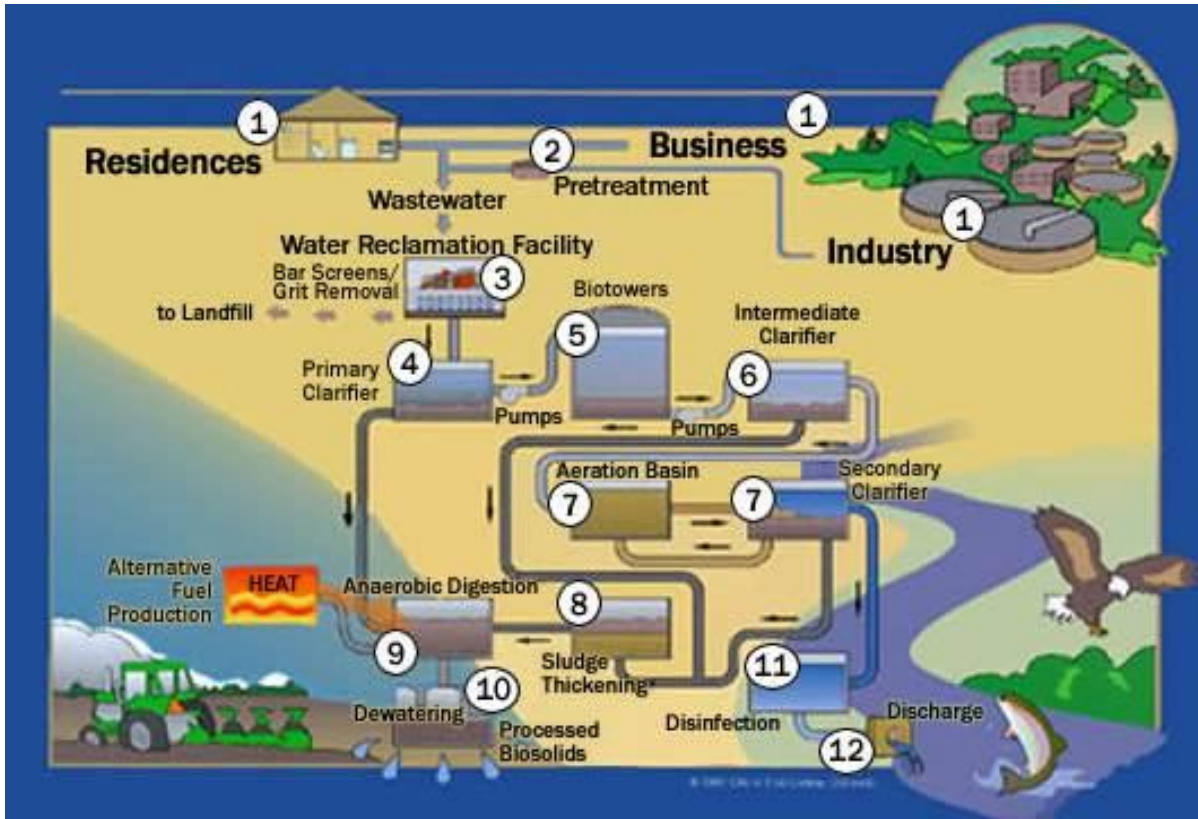 1
1
Residences
2
Business
Pretreatment
Wastewater
1
Industry
Water Reclamation Facility
Bar Screens/
Grit Removal
3
to Landfill
Biotowers
5
Intermediate
Clarifier
Primary
Clarifier
4
6
Pumps
Pumps
Aeration Basin
7
7
Secondary
Clarifier
Alternative
Fuel
Production
HEAT
Anaerobic Digestion
8
9
Sludge
Thickening
10
11
Dewatering
Processed
Biosolids
Disinfection
Discharge
12